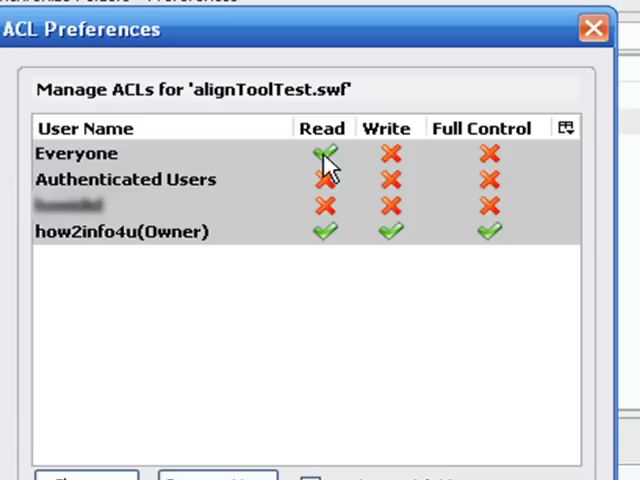 ACL Preferences
Manage ACLs for 'alignToolTest.swf'
User Name Read Write Full Control
Everyone
Authenticated Users
how2info4u(Owner)